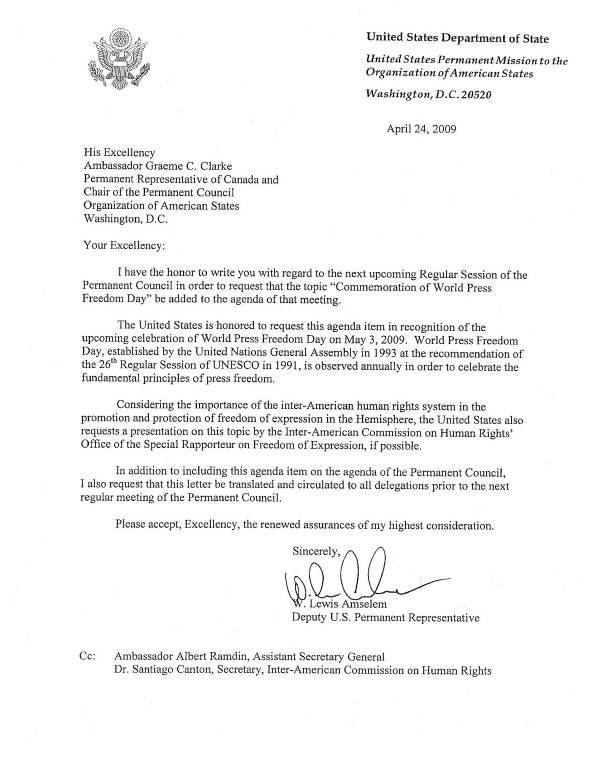 United States Department of State
United States Permanent Mission to the
Organization of American States
Washington, D.C. 20520
April 24, 2009
His Excellency
Ambassador Graeme C. Clarke
Permanent Representative of Canada and
Chair of the Permanent Council
Organization of American States
Washington, D.C.
Your Excellency:
I have the honor to write you with regard to the next upcoming Regular Session of the
Permanent Council in order to request that the topic “Commemoration of World Press
Freedom Day” be added to the agenda of that meeting.
The United States is honored to request this agenda item in recognition of the
upcoming celebration of World Press Freedom Day on May 3, 2009. World Press Freedom
Day, established by the United Nations General Assembly in 1993 at the recommendation of
the 26th Regular Session of UNESCO in 1991, is observed annually in order to celebrate the
fundamental principles of press freedom.
Considering the importance of the inter-American human rights system in the
promotion and protection of freedom of expression in the Hemisphere, the United States also
requests a presentation on this topic by the Inter-American Commission on Human Rights’
Office of the Special Rapporteur on Freedom of Expression, if possible.
In addition to including this agenda item on the agenda of the Permanent Council,
I also request that this letter be translated and circulated to all delegations prior to the next
regular meeting of the Permanent Council.
Please accept, Excellency, the renewed assurances of my highest consideration.
Sincerely,
W. Lewis Amselem
Deputy U.S. Permanent Representative
Cc: Ambassador Albert Ramdin, Assistant Secretary General
Dr. Santiago Canton, Secretary, Inter-American Commission on Human Rights